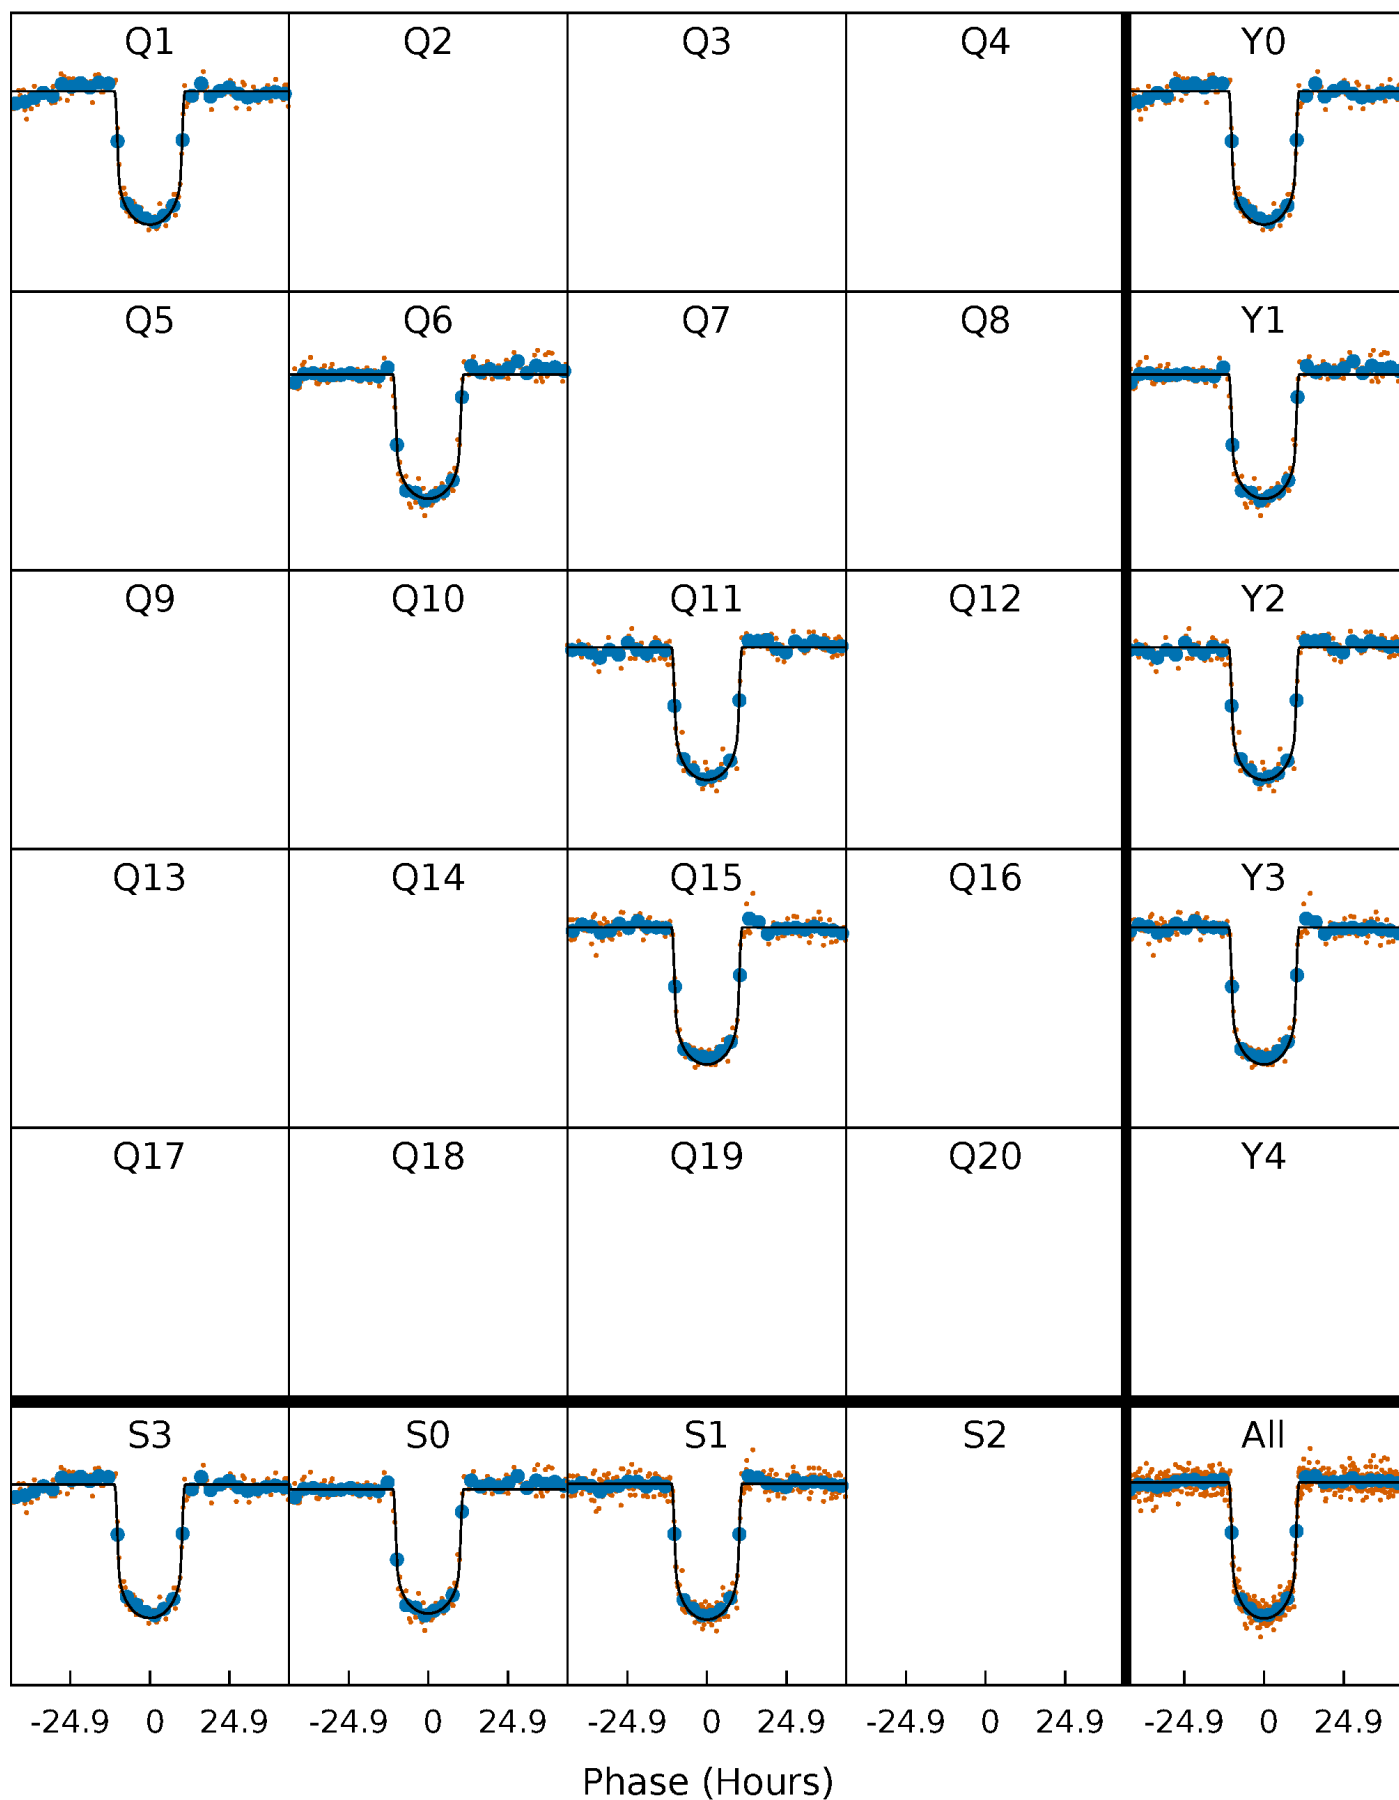 Q1 Q2 Q3 Q4 Y0
Q5 Q6 Q7 Q8 Y1
Q9 Q10 Q11 Q12 Y2
Q13 Q14 Q15 Q16 Y3
Q17 Q18 Q19 Q20 Y4
S3 S0 S1 S2 All
-24.9 0 24.9 -24.9 0 24.9 -24.9 0 24.9 -24.9 0 24.9 -24.9 0 24.9
Phase (Hours)